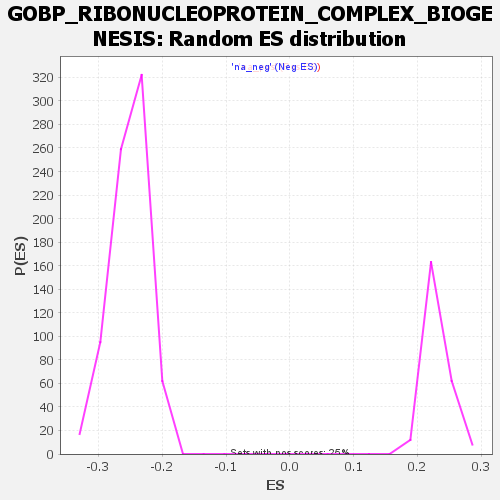 GOBP_RIBONUCLEOPROTEIN_COMPLEX_BIOGE
NESIS: Random ES distribution
'na_neg' (Neg ES))
320
300
280
260
240
220
200
180
160
140
120
100
80
60
40
20
0
P(ES)
Sets with pos scores: 25%
-0.3 -0.2 -0.1 0.0 0.1 0.2 0.3
ES